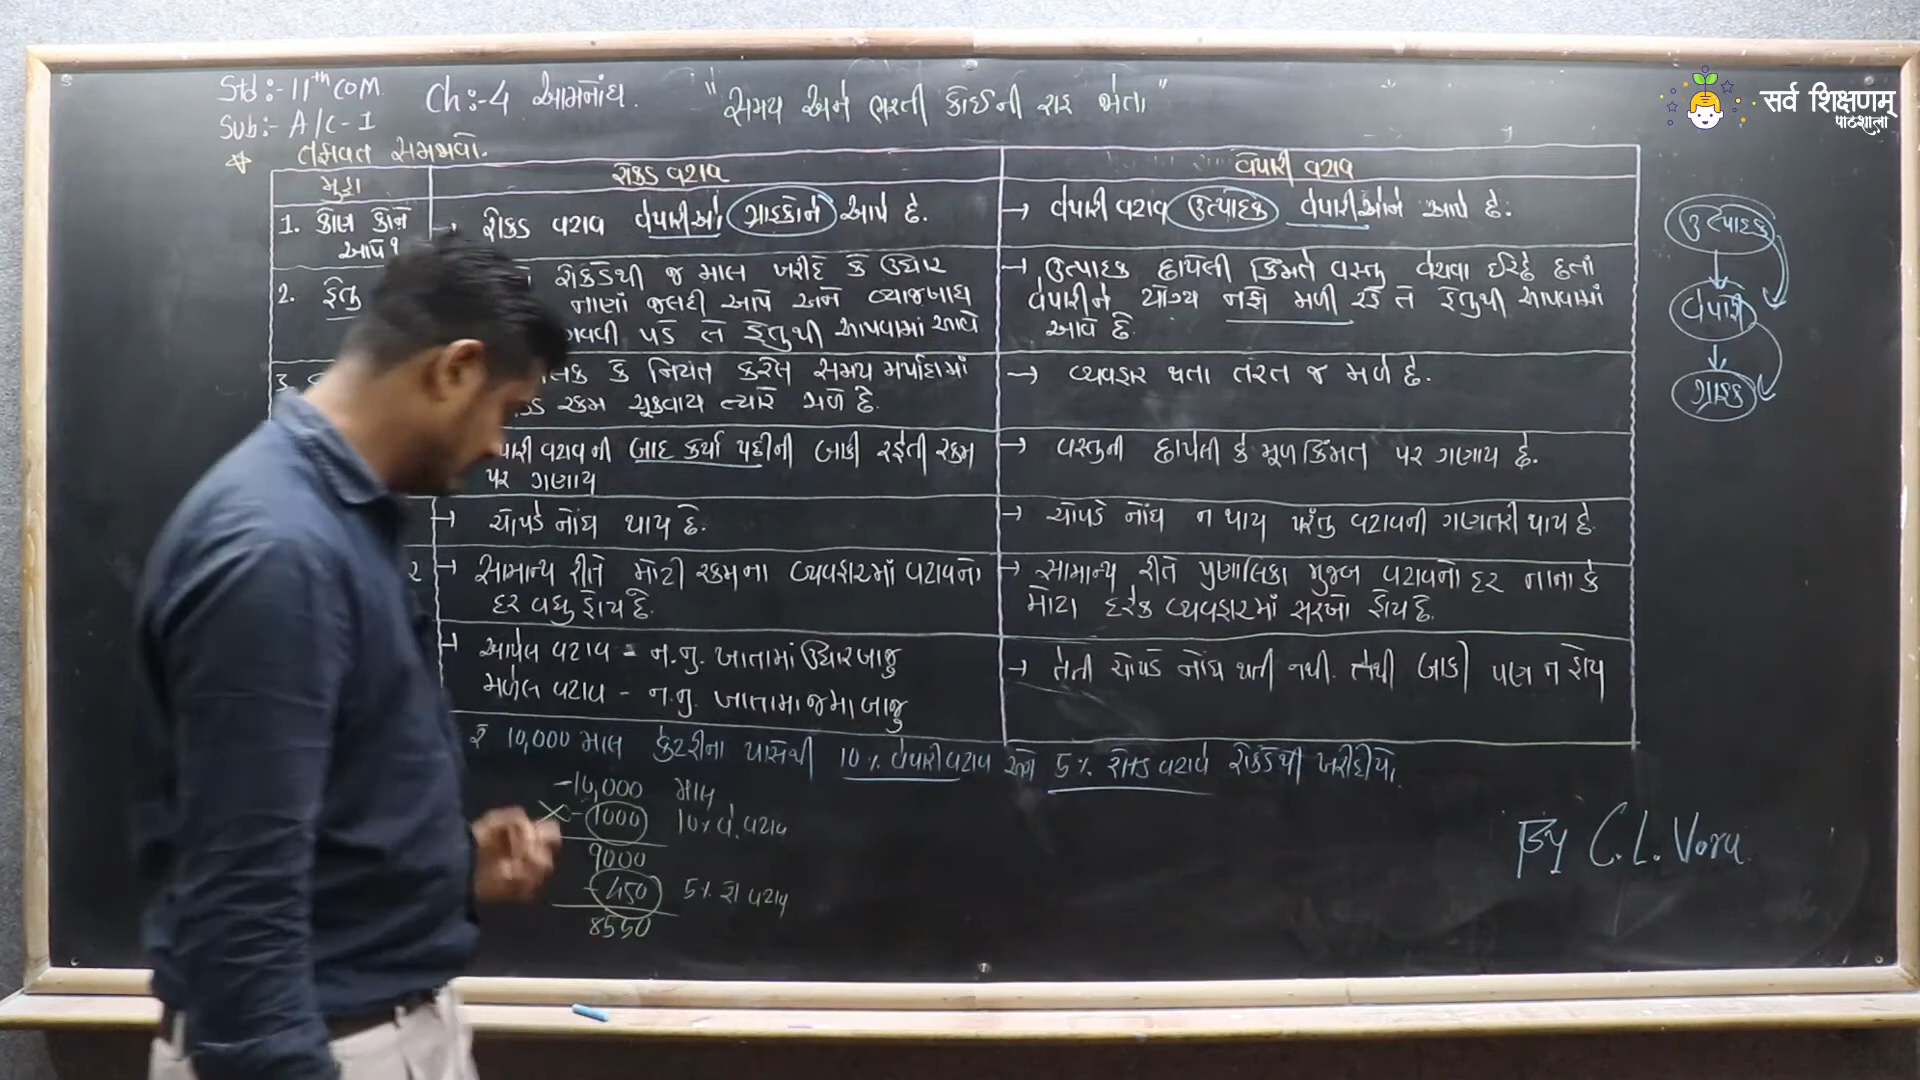 Std:- 11th COM.
Sub:- A/C-1
Ch:-4 આમનોંધ.
"સમય અને ભરતી કોઈની રાહ જોતા"
सर्व शिक्षणम्
પાઠશાલા
તફાવત સમજાવો.
મુદ્દા
રોકડ વટાવ
વેપારી વટાવ
1. કોણ કોને આપે?
રોકડ વટાવ વેપારીઓ ગ્રાહકોને આપે છે.
→ વેપારી વટાવ ઉત્પાદક વેપારીઓને આપે છે.
2. હેતુ
રોકડેથી જ માલ ખરીદે કે ઉધાર
નાણાં જલદી આપે અને વ્યાજખાધ
પડે તે હેતુથી આપવામાં આવે
→ ઉત્પાદક છાપેલી કિંમતે વસ્તુ વેચવા ઈચ્છે છતાં
વેપારીને યોગ્ય નફો મળી રહે તે હેતુથી આપવામાં
આવે છે.
3.
કે નિયત કરેલ સમય મર્યાદામાં
રકમ ચૂકવાય ત્યારે મળે છે.
→ વ્યવહાર થતા તરત જ મળે છે.
વટાવની બાદ કર્યા પછીની બાકી રહેતી રકમ
પર ગણાય
→ વસ્તુની છાપેલી કે મૂળકિંમત પર ગણાય છે.
→ ચોપડે નોંધ થાય છે.
→ ચોપડે નોંધ ન થાય પરંતુ વટાવની ગણતરી થાય છે.
→ સામાન્ય રીતે મોટી રકમના વ્યવહારમાં વટાવનો
દર વધુ હોય છે.
→ સામાન્ય રીતે પ્રણાલિકા મુજબ વટાવનો દર નાના કે
મોટા દરેક વ્યવહારમાં સરખો હોય છે.
→ આપેલ વટાવ = ન.નુ. ખાતામાં ઉધારબાજુ
મળેલ વટાવ - ન.નુ. ખાતામાં જમા બાજુ
→ તેની ચોપડે નોંધ થતી નથી. તેથી બાકી પણ ન હોય
₹ 10,000 માલ પાસેથી 10% વેપારી વટાવ અને 5% રોકડ વટાવે રોકડેથી ખરીદ્યો.
-10,000 માલ
- 1000 10% વે. વટાવ
9000
- 450 5% રો વટાવ
8550
ઉત્પાદક
વેપારી
ગ્રાહક
By C.L. Vora